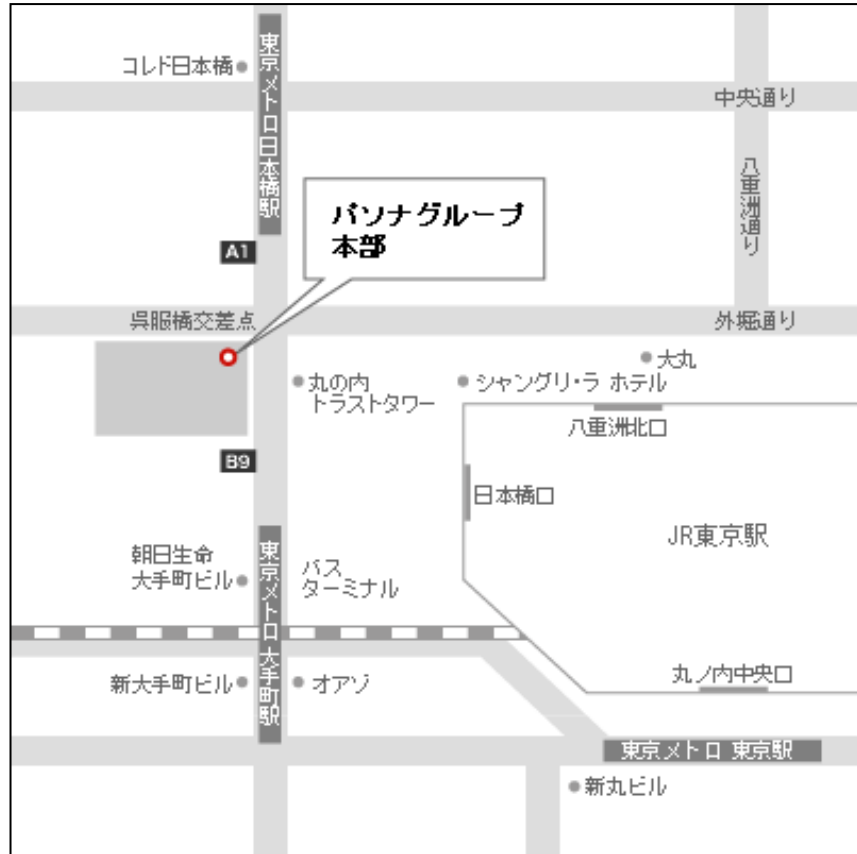 コレド日本橋
東京メトロ日本橋駅
中央通り
八重洲通り
パソナグループ
本部
A1
呉服橋交差点
外堀通り
大丸
丸の内
トラストタワー
シャングリ・ラ ホテル
八重洲北口
B9
日本橋口
JR東京駅
朝日生命
大手町ビル
東京メトロ 大手町駅
バス
ターミナル
新大手町ビル
オアゾ
丸ノ内中央口
東京メトロ 東京駅
新丸ビル